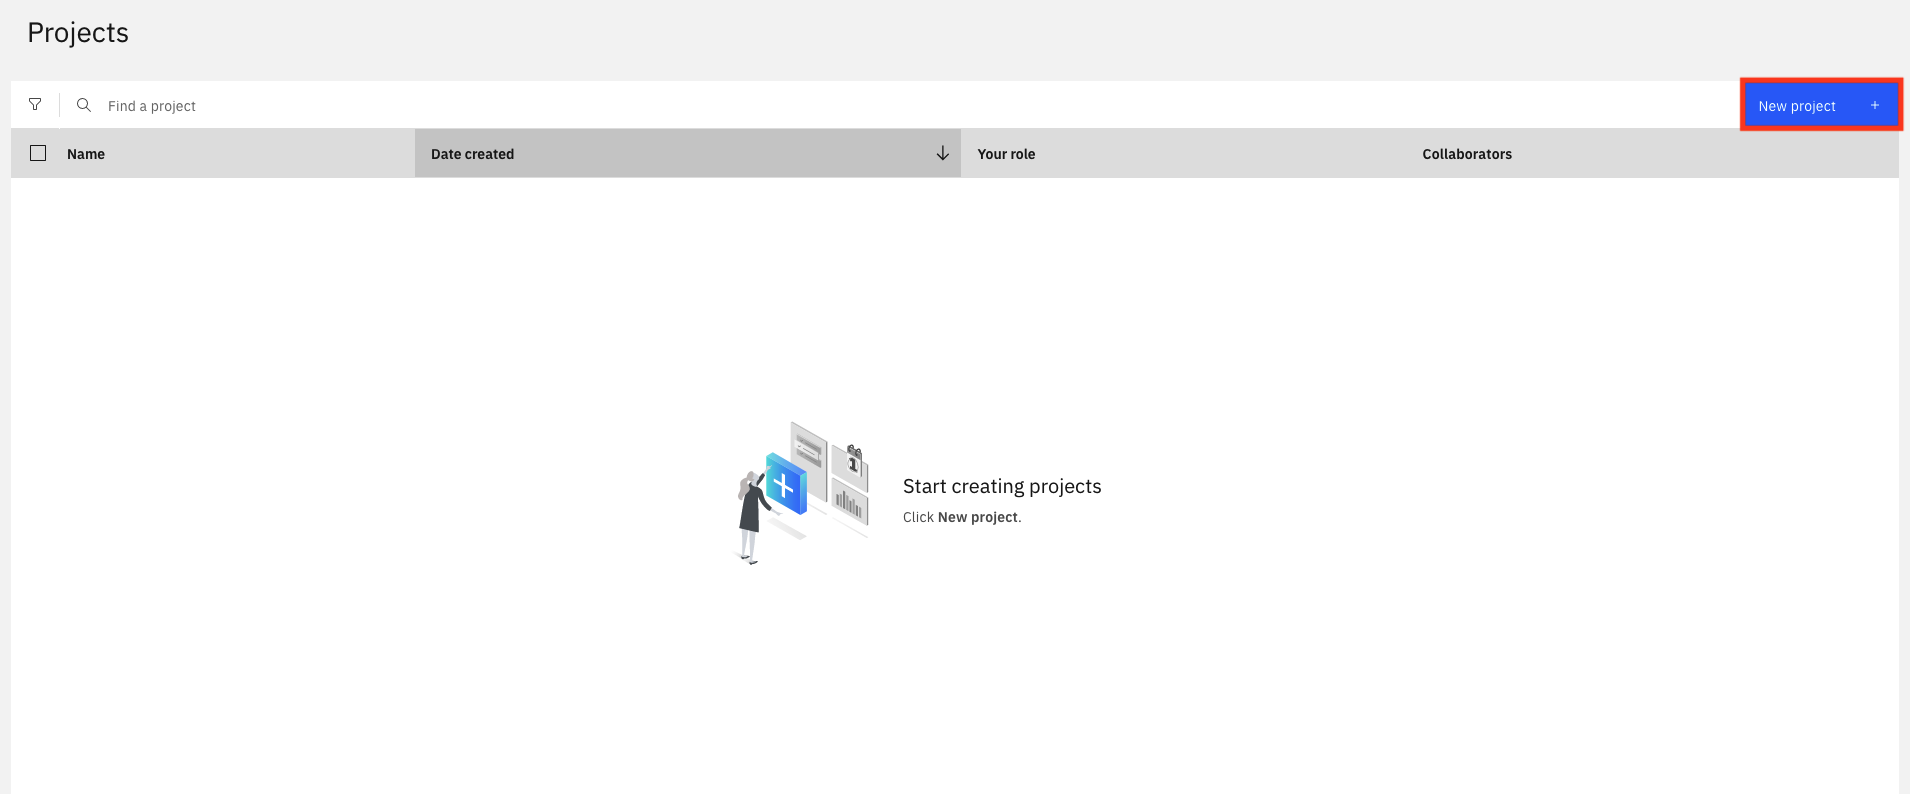 Projects
Find a project
New project +
Name
Date created
Your role
Collaborators
Start creating projects
Click New project.